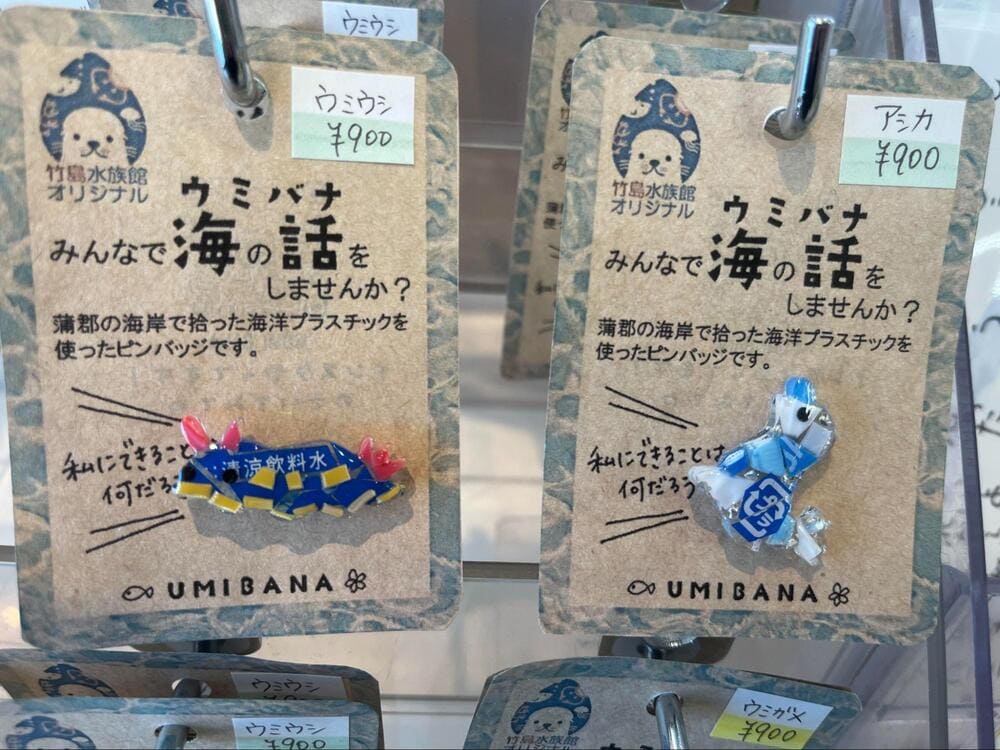 ウミウシ
ウミウシ
¥900
竹島水族館
オリジナル
ウミバナ
みんなで海の話を
しませんか?
蒲郡の海岸で拾った海洋プラスチックを
使ったピンバッジです。
私にできること
何だろ
清涼飲料水
UMIBANA
アシカ
¥900
竹島水族館
オリジナル
ウミバナ
みんなで海の話を
しませんか?
蒲郡の海岸で拾った海洋プラスチックを
使ったピンバッジです。
私にできることは
何だろう
プラ
UMIBANA
ウミウシ
ウミウシ
¥900
ウミガメ
¥900
竹島水族館
オリジナル